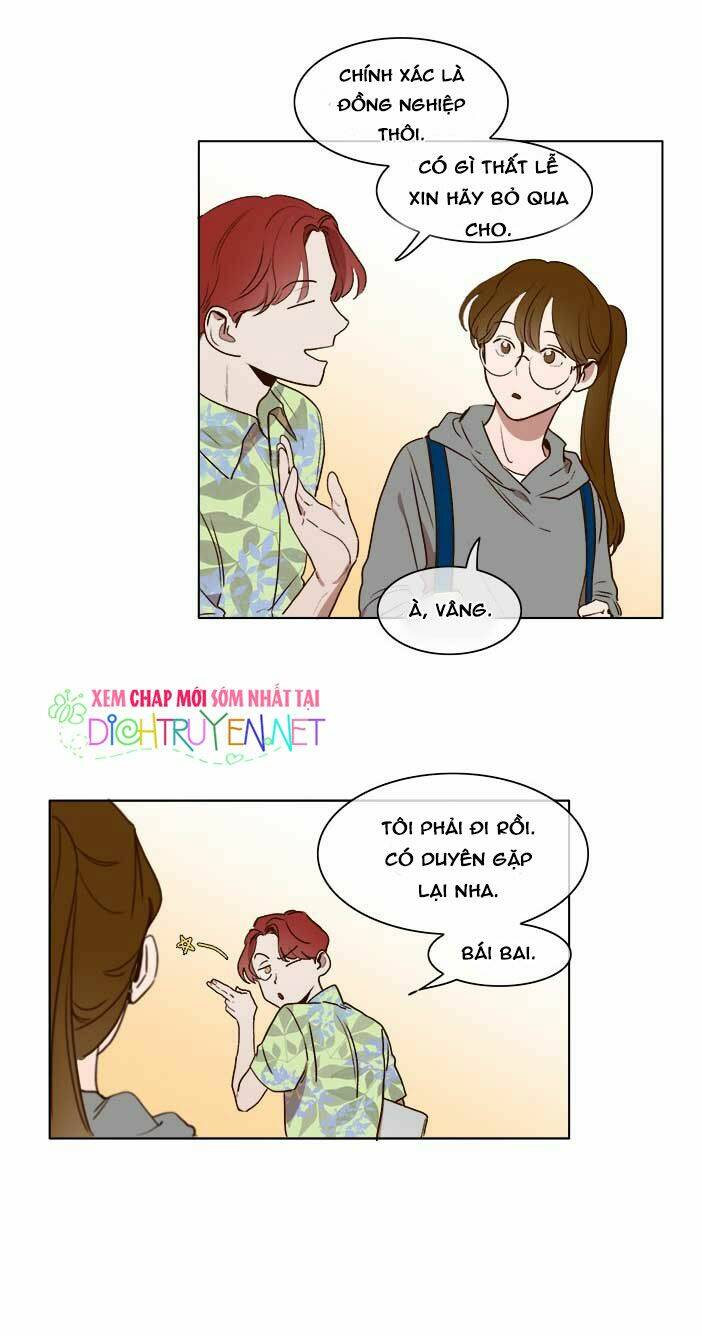 CHÍNH XÁC LÀ
ĐỒNG NGHIỆP
THÔI.
CÓ GÌ THẤT LỄ
XIN HÃY BỎ QUA
CHO.
À, VÂNG.
XEM CHAP MỚI SỚM NHẤT TẠI
DICHTRUYEN.NET
TÔI PHẢI ĐI RỒI.
CÓ DUYÊN GẶP
LẠI NHA.
BÁI BAI.